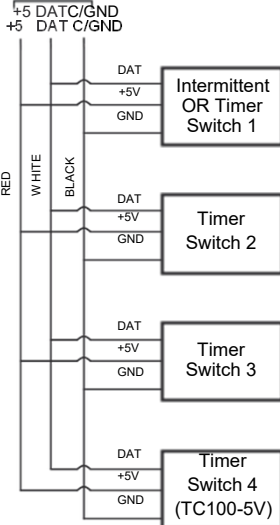 +5 DATC/GND
+5 DAT C/GND
DAT
+5V
GND
Intermittent
OR Timer
Switch 1
RED
WHITE
BLACK
DAT
+5V
GND
Timer
Switch 2
DAT
+5V
GND
Timer
Switch 3
DAT
+5V
GND
Timer
Switch 4
(TC100-5V)